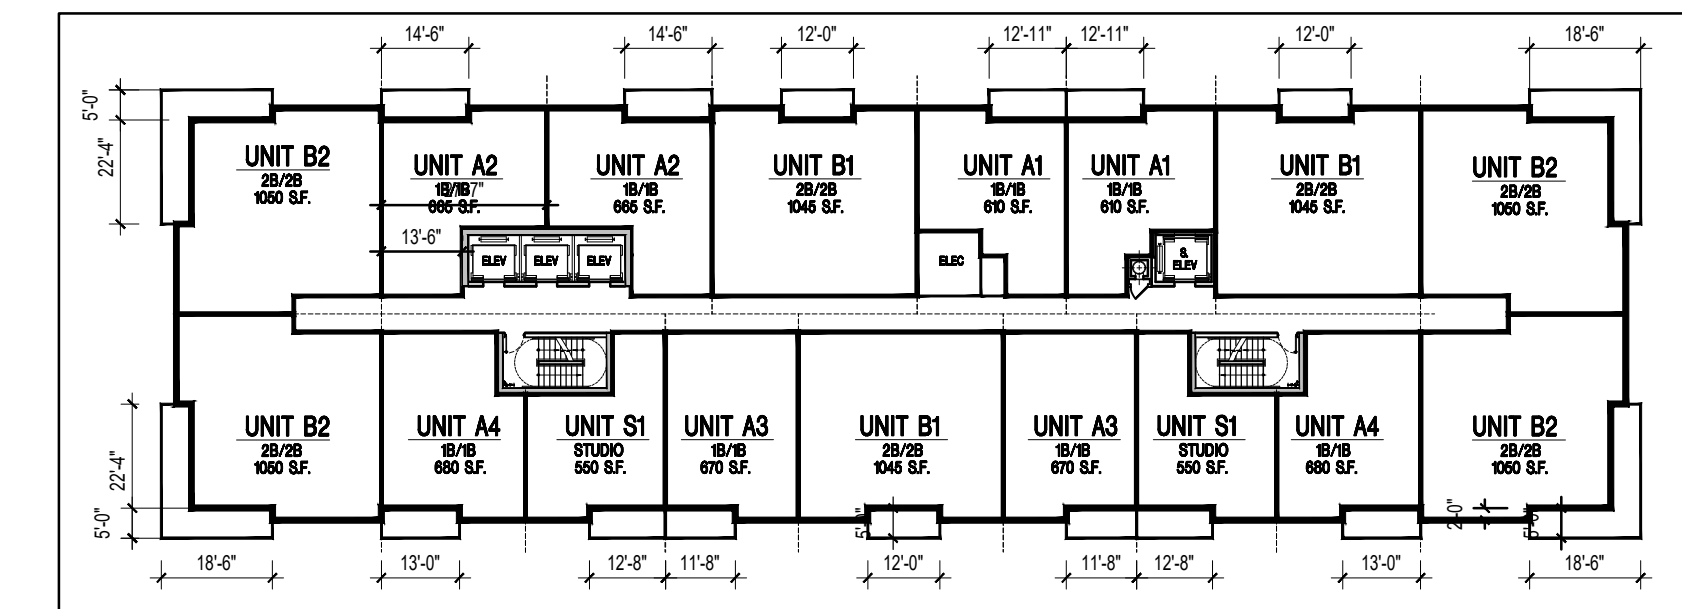 14'-6"
14'-6"
12'-0"
12'-11"
12'-11"
12'-0"
18'-6"
5'-0"
22'-4"
UNIT B2
2B/2B
1050 S.F.
UNIT A2
1B/1B
665 S.F.
13'-6"
UNIT A2
1B/1B
665 S.F.
UNIT B1
2B/2B
1045 S.F.
UNIT A1
1B/1B
610 S.F.
UNIT A1
1B/1B
610 S.F.
UNIT B1
2B/2B
1045 S.F.
UNIT B2
2B/2B
1050 S.F.
ELEV
ELEV
ELEV
ELEC
S.
ELEV
UNIT B2
2B/2B
1050 S.F.
UNIT A4
1B/1B
680 S.F.
UNIT S1
STUDIO
550 S.F.
UNIT A3
1B/1B
670 S.F.
UNIT B1
2B/2B
1045 S.F.
UNIT A3
1B/1B
670 S.F.
UNIT S1
STUDIO
550 S.F.
UNIT A4
1B/1B
680 S.F.
UNIT B2
2B/2B
1050 S.F.
22'-4"
5'-0"
5'-0"
2'-0"
5'-0"
18'-6"
13'-0"
12'-8"
11'-8"
12'-0"
11'-8"
12'-8"
13'-0"
18'-6"